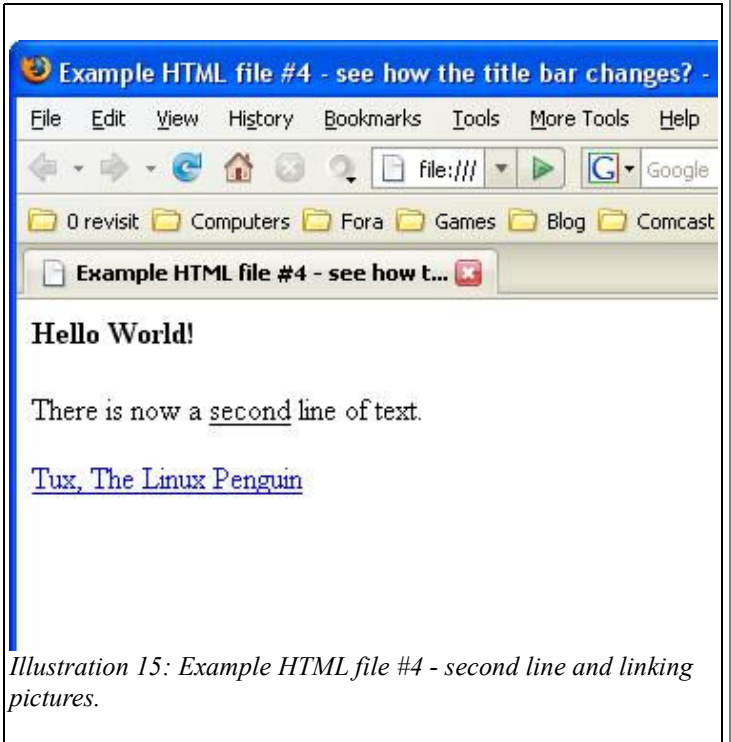 Example HTML file #4 - see how the title bar changes? -
File Edit View History Bookmarks Tools More Tools Help
file:/// G Google
0 revisit Computers Fora Games Blog Comcast
Example HTML file #4 - see how t...
Hello World!
There is now a second line of text.
Tux, The Linux Penguin
Illustration 15: Example HTML file #4 - second line and linking
pictures.